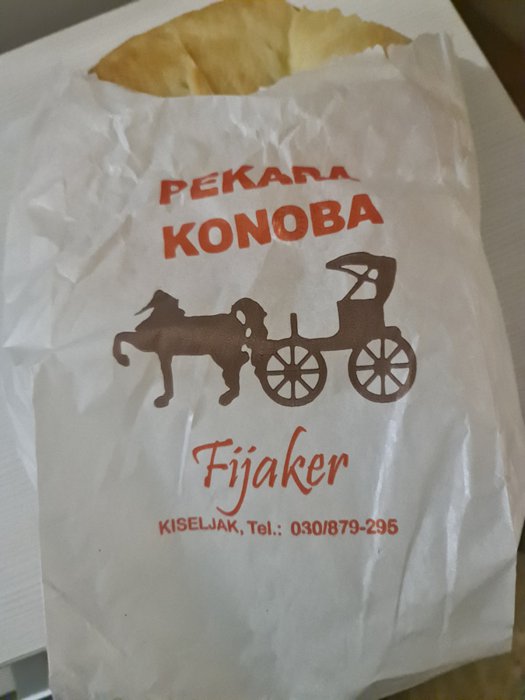 PEKARA
KONOBA
Fijaker
KISELJAK, Tel.: 030/879-295